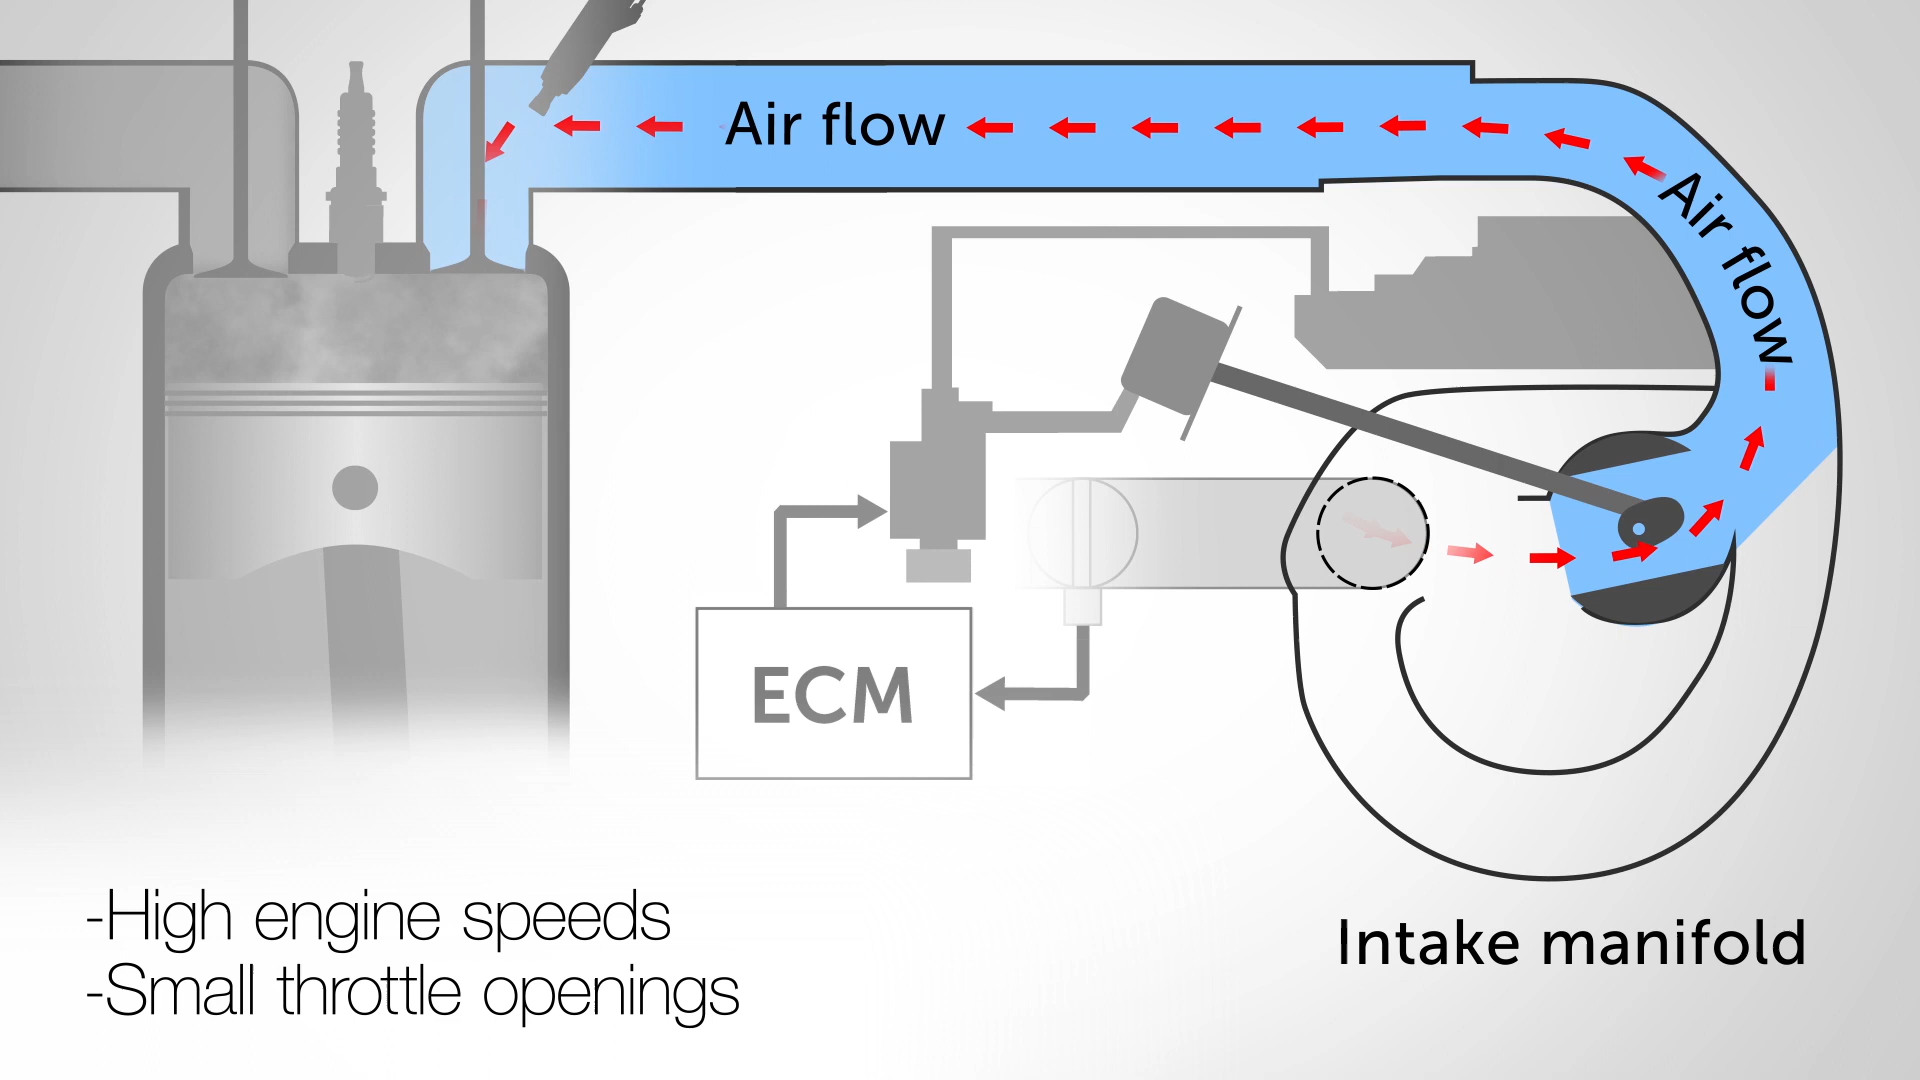 Air flow
Air flow
ECM
-High engine speeds
-Small throttle openings
Intake manifold